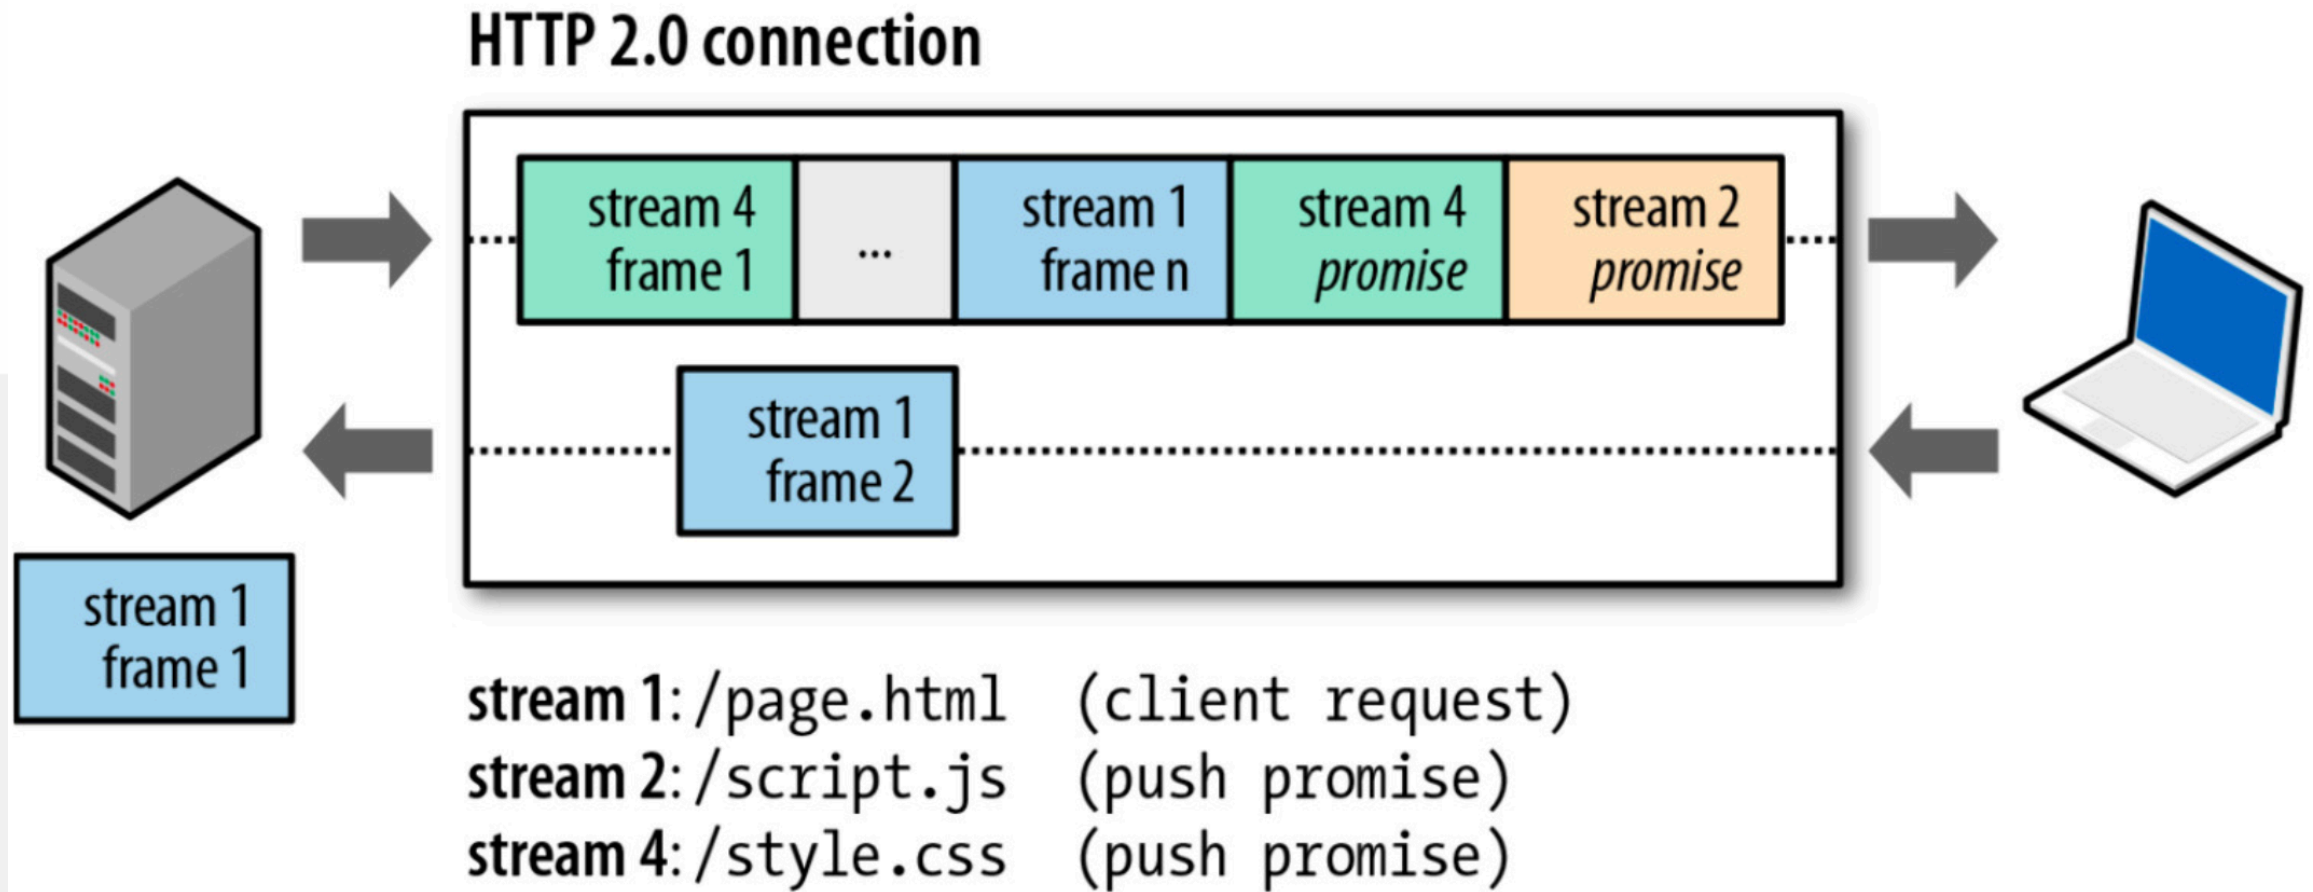 HTTP 2.0 connection
stream 4
frame 1
...
stream 1
frame n
stream 4
promise
stream 2
promise
stream 1
frame 2
stream 1
frame 1
stream 1: /page.html (client request)
stream 2: /script.js (push promise)
stream 4: /style.css (push promise)